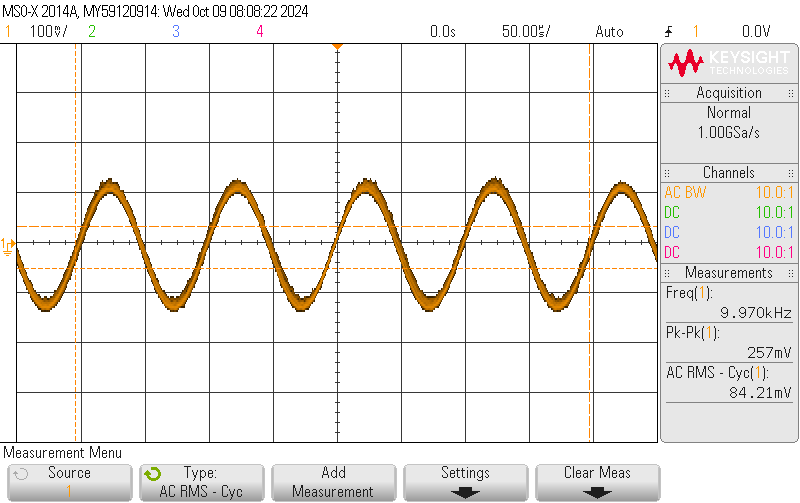 MSO-X 2014A, MY59120914: Wed Oct 09 08:08:22 2024
1 100mV/ 2 3 4 0.0s 50.00us/ Auto 1 0.0V
KEYSIGHT
TECHNOLOGIES
Acquisition
Normal
1.00GSa/s
Channels
AC BW 10.0:1
DC 10.0:1
DC 10.0:1
DC 10.0:1
Measurements
Freq(1):
9.970kHz
Pk-Pk(1):
257mV
AC RMS - Cyc(1):
84.21mV
1
Measurement Menu
Source
1
Type:
AC RMS - Cyc
Add
Measurement
Settings
Clear Meas